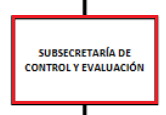 SUBSECRETARÍA DE
CONTROL Y EVALUACIÓN